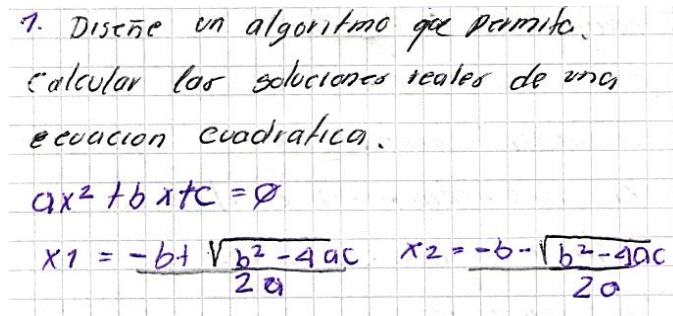 1. Diseñe un algoritmo que permita.
calcular las soluciones reales de una
ecuacion cuadratica.
ax² + bx + c = 0
x1 = -b + √b² - 4ac / 2a x2 = -b - √b² - 4ac / 2a